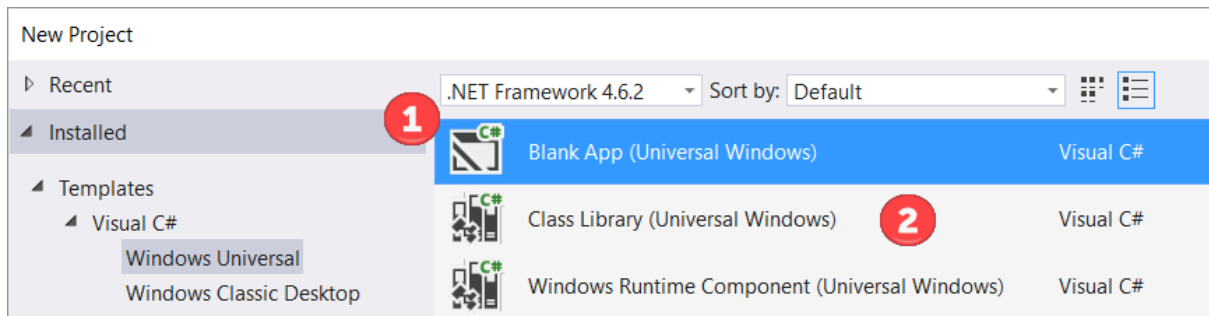 New Project
Recent
.NET Framework 4.6.2 Sort by: Default
1
Installed
C# Blank App (Universal Windows) Visual C#
Templates
Visual C#
C# Class Library (Universal Windows) 2 Visual C#
Windows Universal
Windows Classic Desktop
C# Windows Runtime Component (Universal Windows) Visual C#